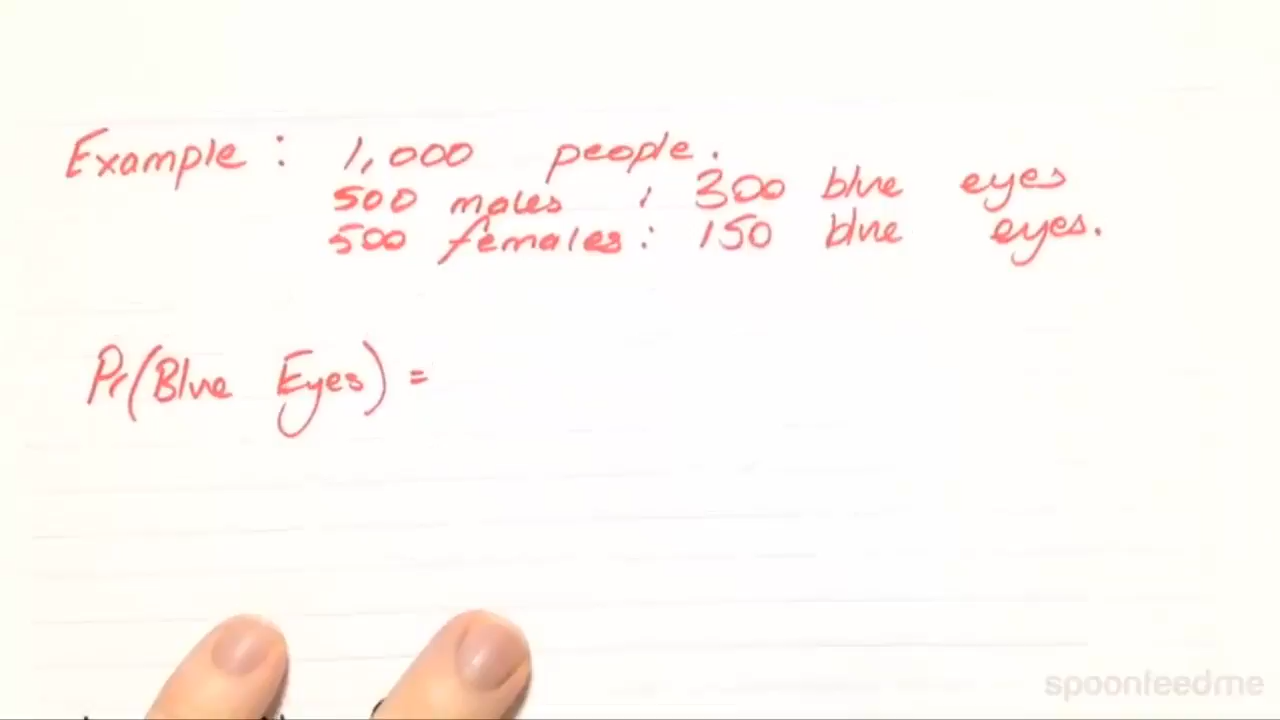 Example : 1,000 people.
500 males : 300 blue eyes
500 females : 150 blue eyes.
Pr(Blue Eyes) =
spoonfeedme